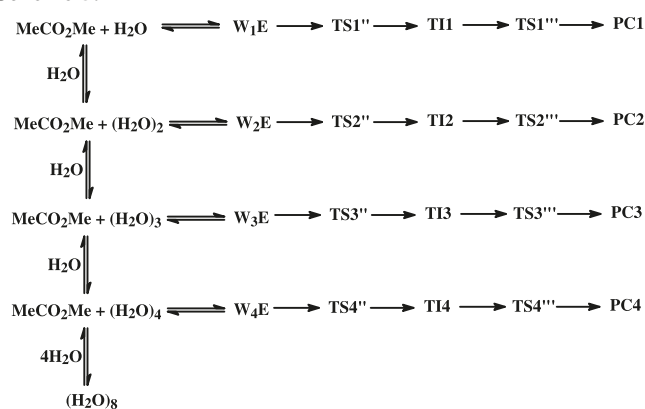 MeCO₂Me + H₂O W₁E TS1'' TI1 TS1''' PC1
H₂O
MeCO₂Me + (H₂O)₂ W₂E TS2'' TI2 TS2''' PC2
H₂O
MeCO₂Me + (H₂O)₃ W₃E TS3'' TI3 TS3''' PC3
H₂O
MeCO₂Me + (H₂O)₄ W₄E TS4'' TI4 TS4''' PC4
4H₂O
(H₂O)₈